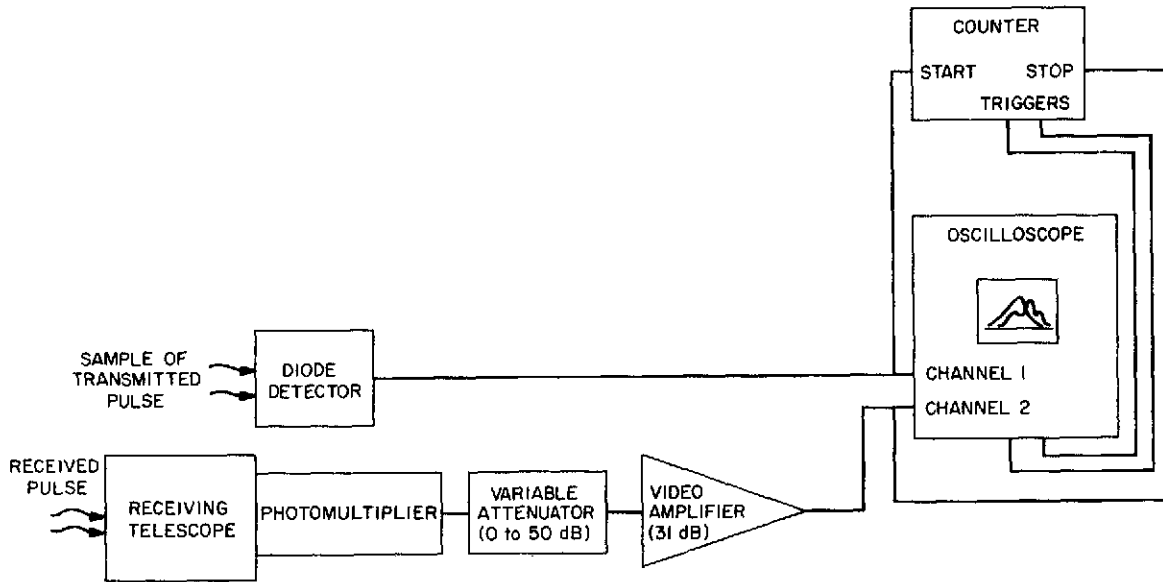 COUNTER
START STOP
TRIGGERS
OSCILLOSCOPE
CHANNEL 1
CHANNEL 2
SAMPLE OF
TRANSMITTED
PULSE
DIODE
DETECTOR
RECEIVED
PULSE
RECEIVING
TELESCOPE
PHOTOMULTIPLIER
VARIABLE
ATTENUATOR
(0 to 50 dB)
VIDEO
AMPLIFIER
(31 dB)